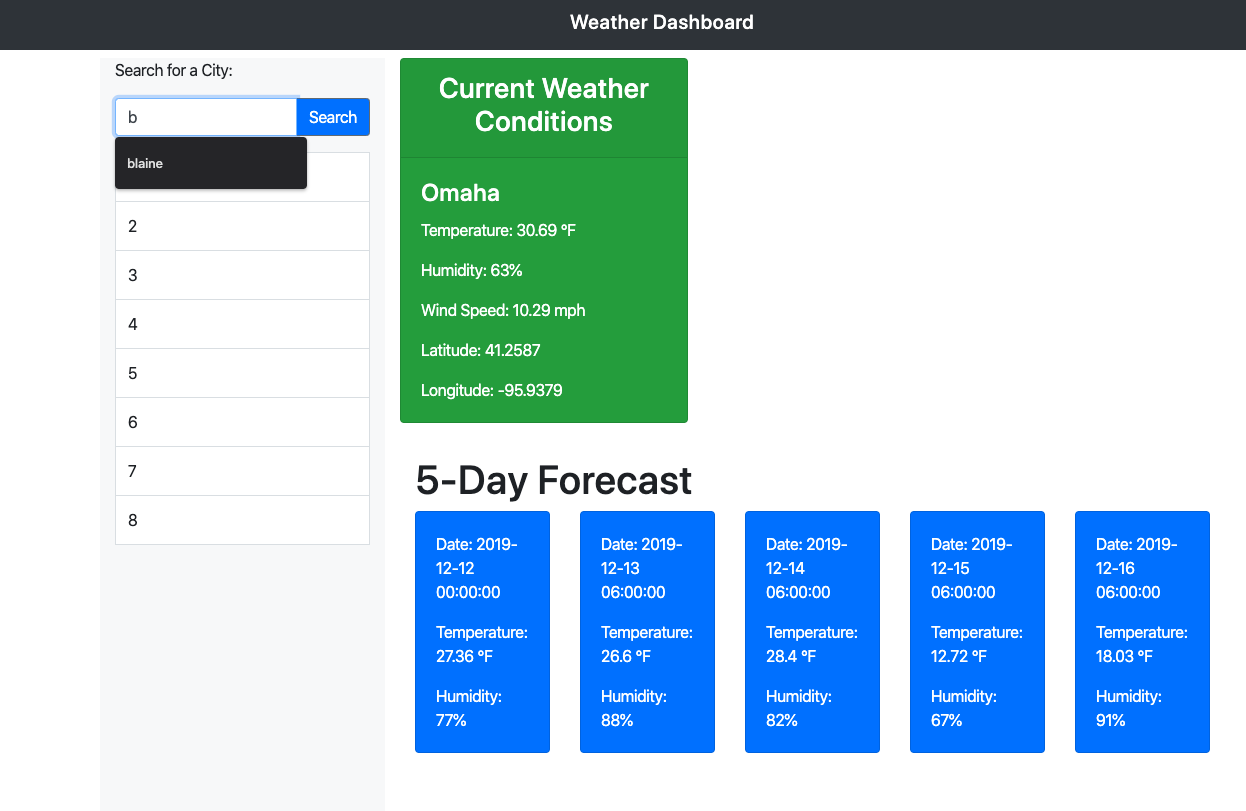 Weather Dashboard
Search for a City:
b
Search
blaine
2
3
4
5
6
7
8
Current Weather
Conditions
Omaha
Temperature: 30.69 °F
Humidity: 63%
Wind Speed: 10.29 mph
Latitude: 41.2587
Longitude: -95.9379
5-Day Forecast
Date: 2019-
12-12
00:00:00
Temperature:
27.36 °F
Humidity:
77%
Date: 2019-
12-13
06:00:00
Temperature:
26.6 °F
Humidity:
88%
Date: 2019-
12-14
06:00:00
Temperature:
28.4 °F
Humidity:
82%
Date: 2019-
12-15
06:00:00
Temperature:
12.72 °F
Humidity:
67%
Date: 2019-
12-16
06:00:00
Temperature:
18.03 °F
Humidity:
91%